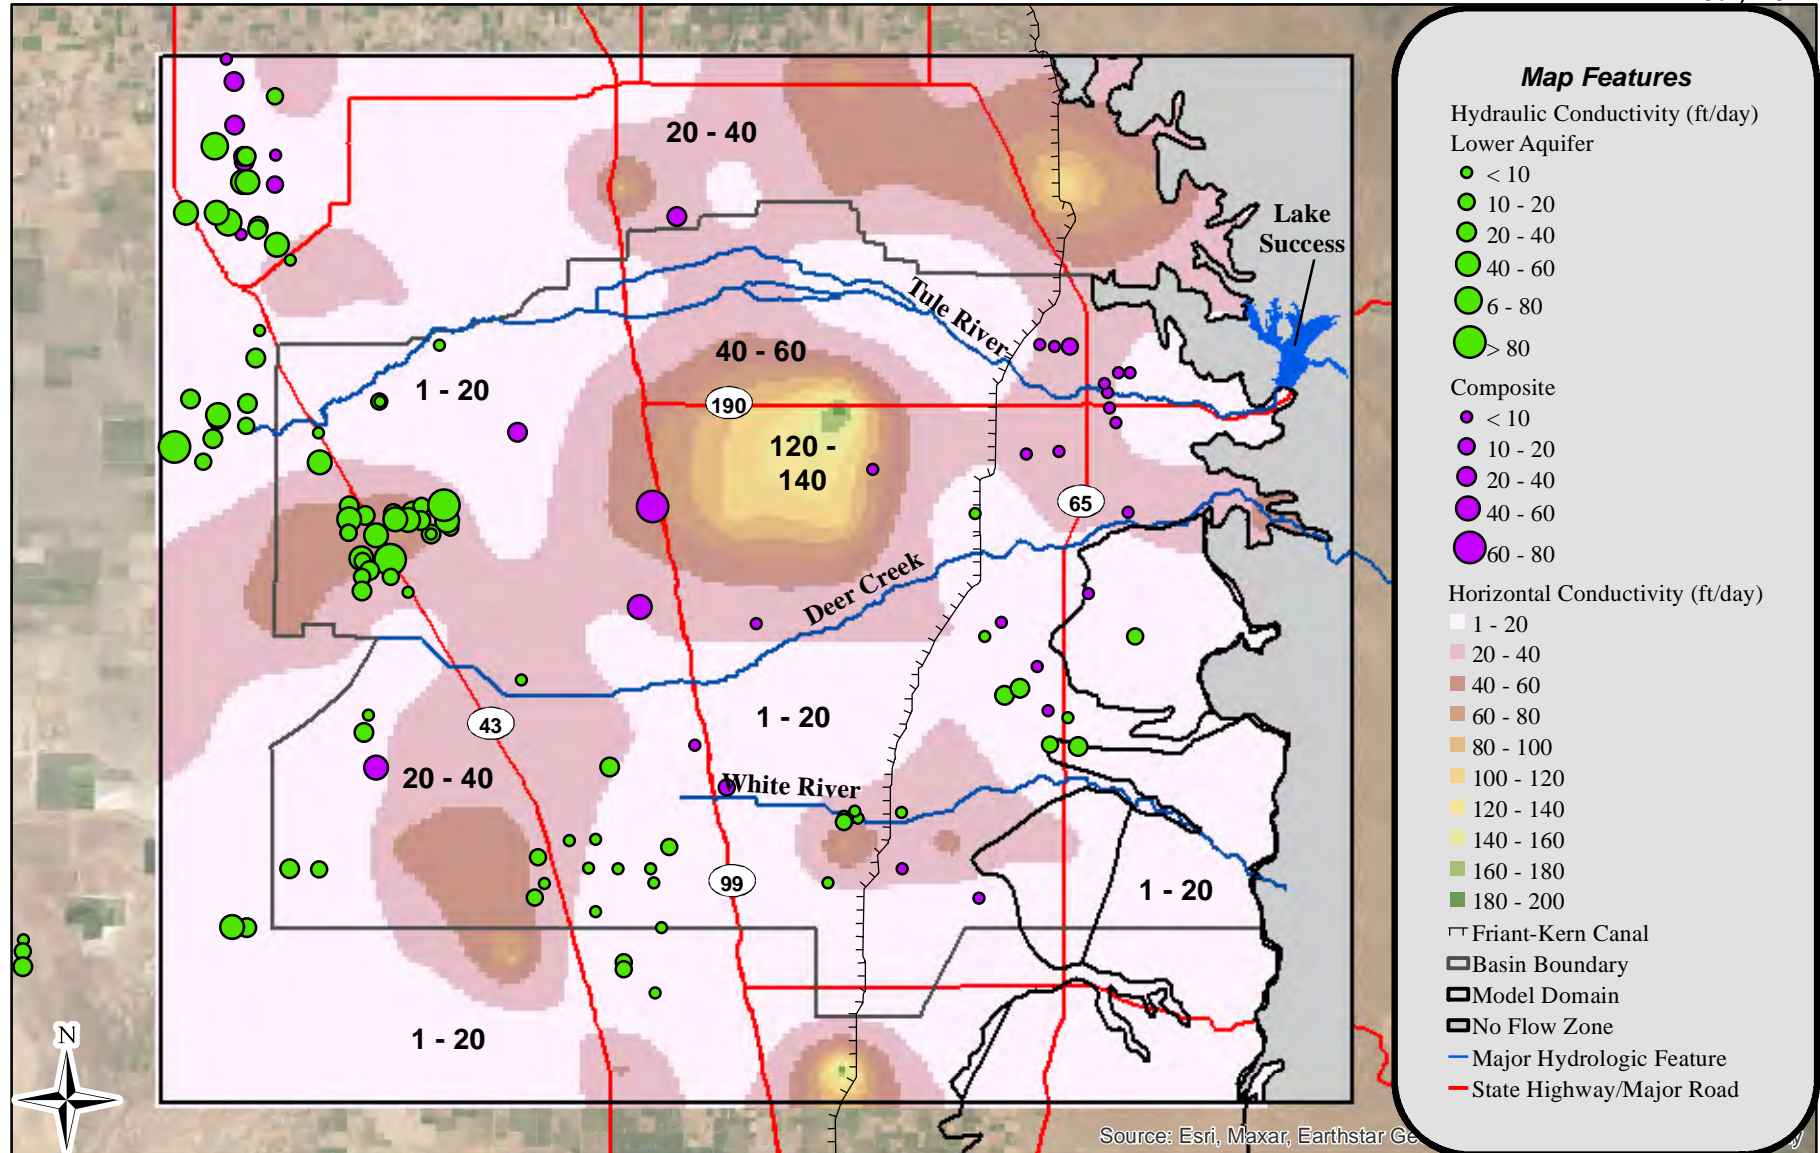 20 - 40
Lake
Success
Tule River
40 - 60
1 - 20
190
120 -
140
65
Deer Creek
1 - 20
43
20 - 40
White River
99
1 - 20
1 - 20
N
Source: Esri, Maxar, Earthstar Ge
Map Features
Hydraulic Conductivity (ft/day)
Lower Aquifer
< 10
10 - 20
20 - 40
40 - 60
6 - 80
> 80
Composite
< 10
10 - 20
20 - 40
40 - 60
60 - 80
Horizontal Conductivity (ft/day)
1 - 20
20 - 40
40 - 60
60 - 80
80 - 100
100 - 120
120 - 140
140 - 160
160 - 180
180 - 200
Friant-Kern Canal
Basin Boundary
Model Domain
No Flow Zone
Major Hydrologic Feature
State Highway/Major Road